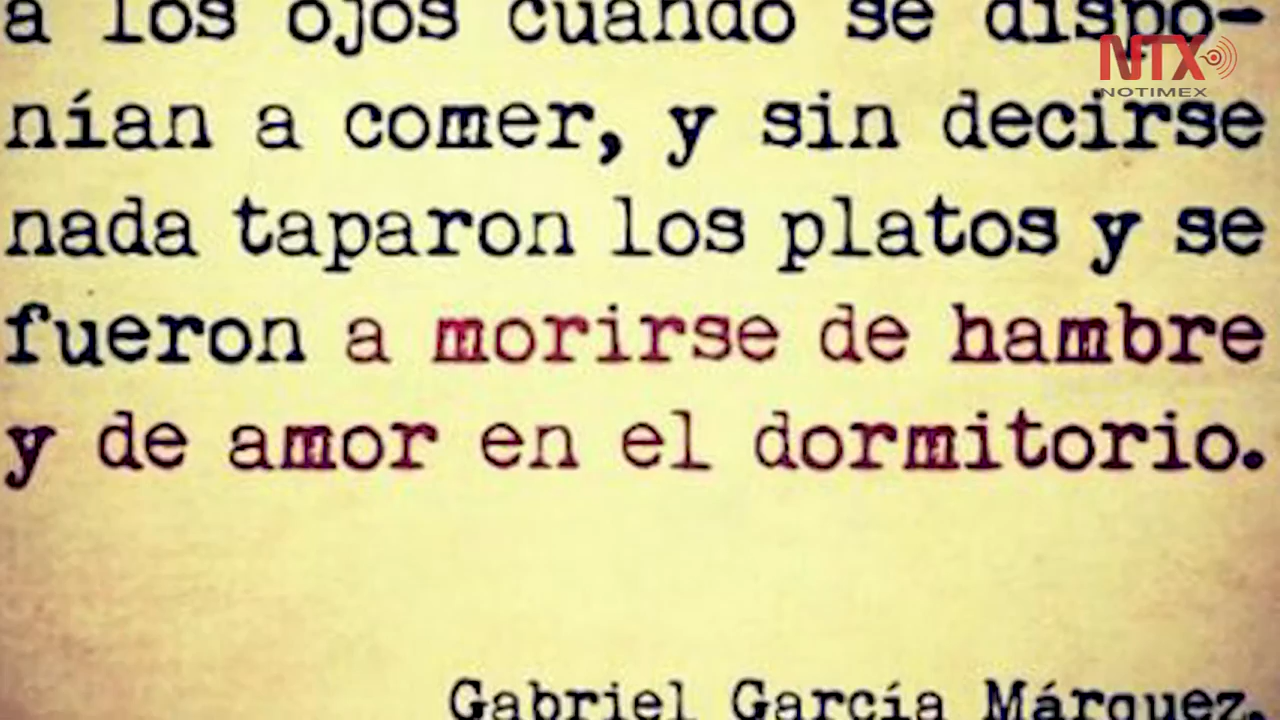 a los ojos cuando se dispo-
NTX
NOTIMEX
nían a comer, y sin decirse
nada taparon los platos y se
fueron a morirse de hambre
y de amor en el dormitorio.
Gabriel García Márquez.